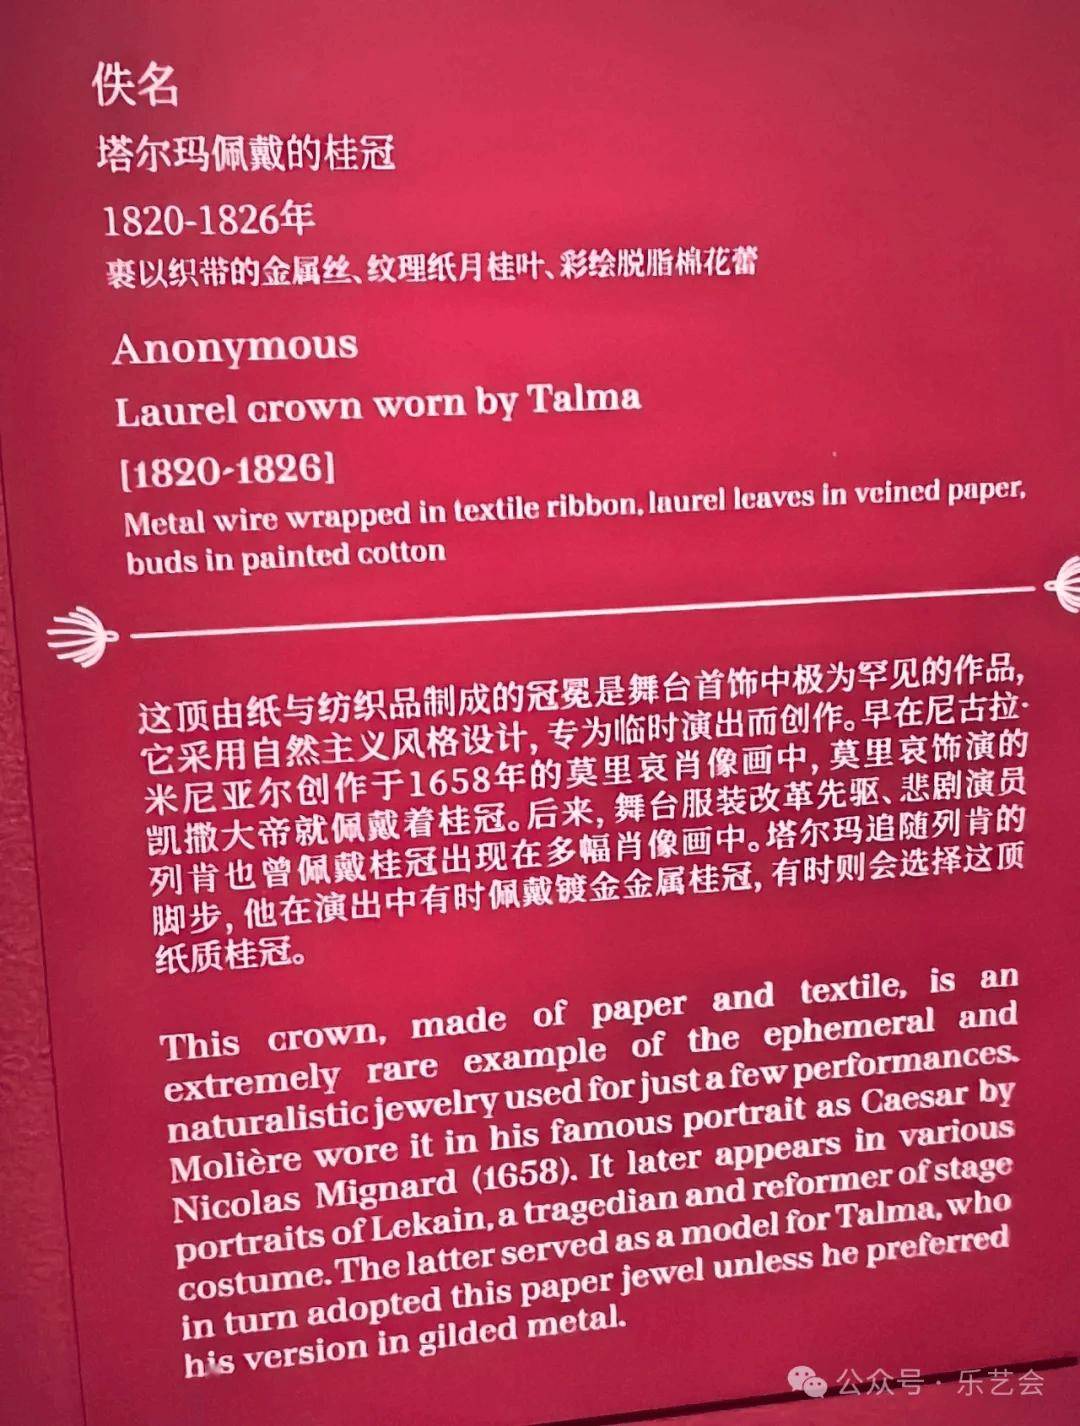 佚名
塔尔玛佩戴的桂冠
1820-1826年
裹以织带的金属丝、纹理纸月桂叶、彩绘脱脂棉花蕾
Anonymous
Laurel crown worn by Talma
[1820-1826]
Metal wire wrapped in textile ribbon, laurel leaves in veined paper,
buds in painted cotton
这顶由纸与纺织品制成的冠冕是舞台首饰中极为罕见的作品,
它采用自然主义风格设计, 专为临时演出而创作。早在尼古拉·
米尼亚尔创作于1658年的莫里哀肖像画中, 莫里哀饰演的
凯撒大帝就佩戴着桂冠。后来, 舞台服装改革先驱、悲剧演员
列肯也曾佩戴桂冠出现在多幅肖像画中。塔尔玛追随列肯的
脚步, 他在演出中有时佩戴镀金金属桂冠, 有时则会选择这顶
纸质桂冠。
This crown, made of paper and textile, is an
extremely rare example of the ephemeral and
naturalistic jewelry used for just a few performances.
Molière wore it in his famous portrait as Caesar by
Nicolas Mignard (1658). It later appears in various
portraits of Lekain, a tragedian and reformer of stage
costume. The latter served as a model for Talma, who
in turn adopted this paper jewel unless he preferred
his version in gilded metal.
公众号 · 乐艺会